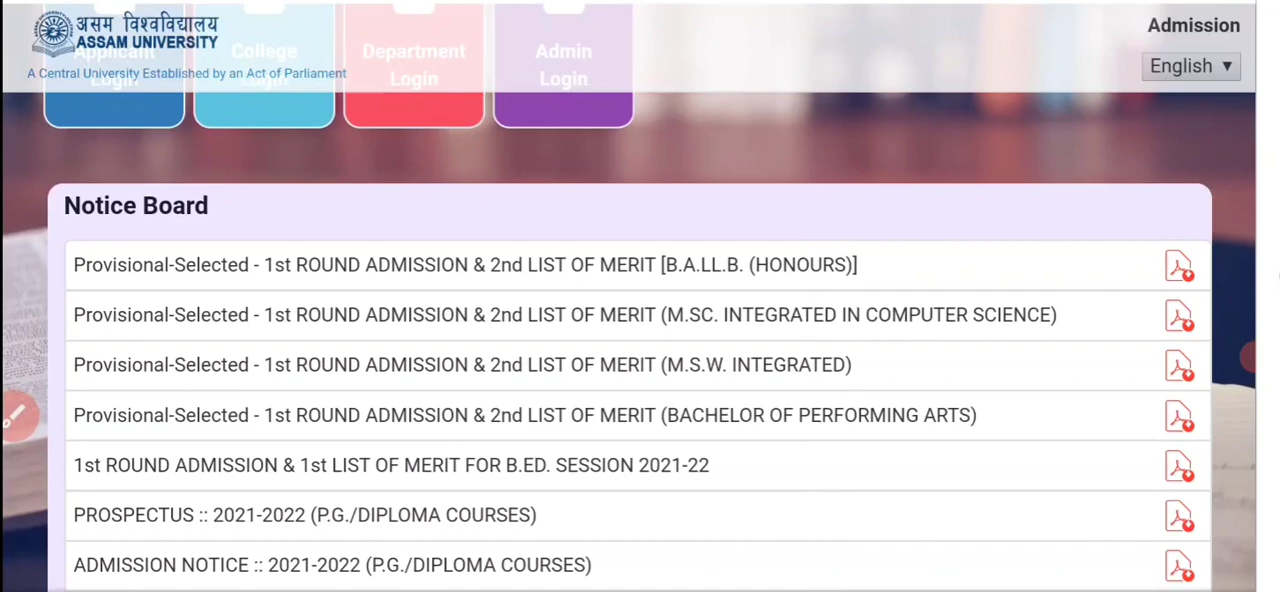 असम विश्वविद्यालय
ASSAM UNIVERSITY
A Central University Established by an Act of Parliament
Applicant Login
College Login
Department Login
Admin Login
Admission
English ▼
Notice Board
Provisional-Selected - 1st ROUND ADMISSION & 2nd LIST OF MERIT [B.A.LL.B. (HONOURS)]
Provisional-Selected - 1st ROUND ADMISSION & 2nd LIST OF MERIT (M.SC. INTEGRATED IN COMPUTER SCIENCE)
Provisional-Selected - 1st ROUND ADMISSION & 2nd LIST OF MERIT (M.S.W. INTEGRATED)
Provisional-Selected - 1st ROUND ADMISSION & 2nd LIST OF MERIT (BACHELOR OF PERFORMING ARTS)
1st ROUND ADMISSION & 1st LIST OF MERIT FOR B.ED. SESSION 2021-22
PROSPECTUS :: 2021-2022 (P.G./DIPLOMA COURSES)
ADMISSION NOTICE :: 2021-2022 (P.G./DIPLOMA COURSES)